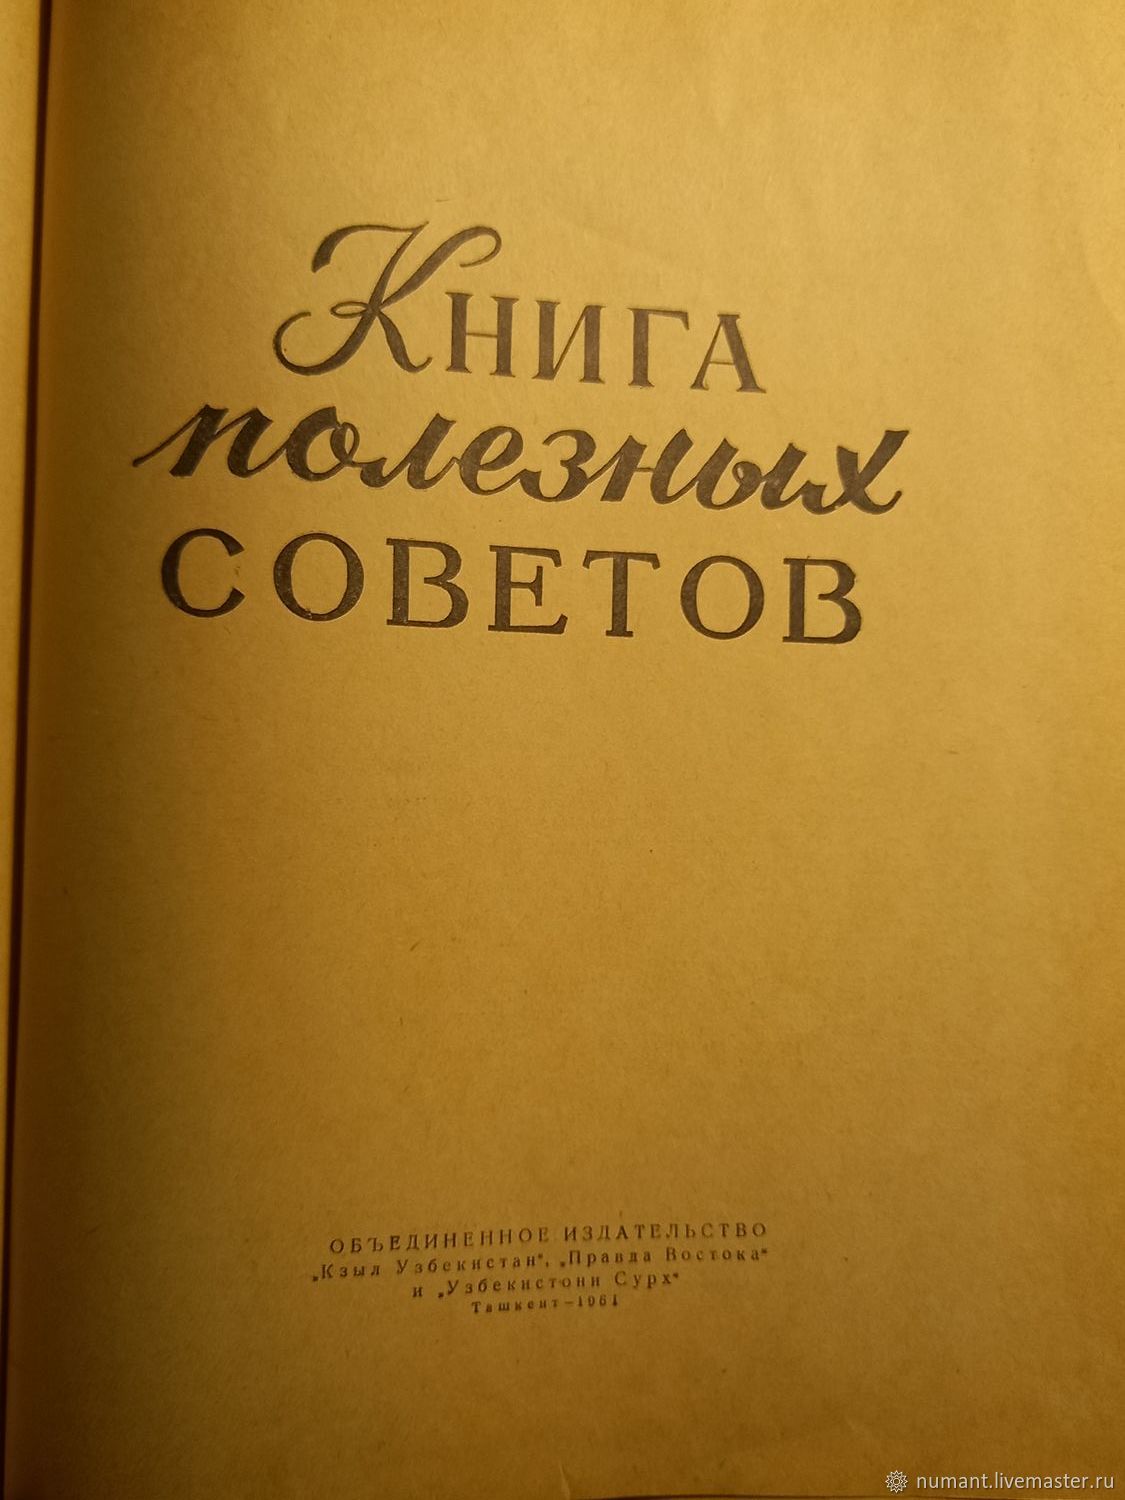 Книга
полезных
СОВЕТОВ
ОБЪЕДИНЕННОЕ ИЗДАТЕЛЬСТВО
„Кзыл Узбекистан“, „Правда Востока“
и „Узбекистони Сурх“
Ташкент—1961
numant.livemaster.ru